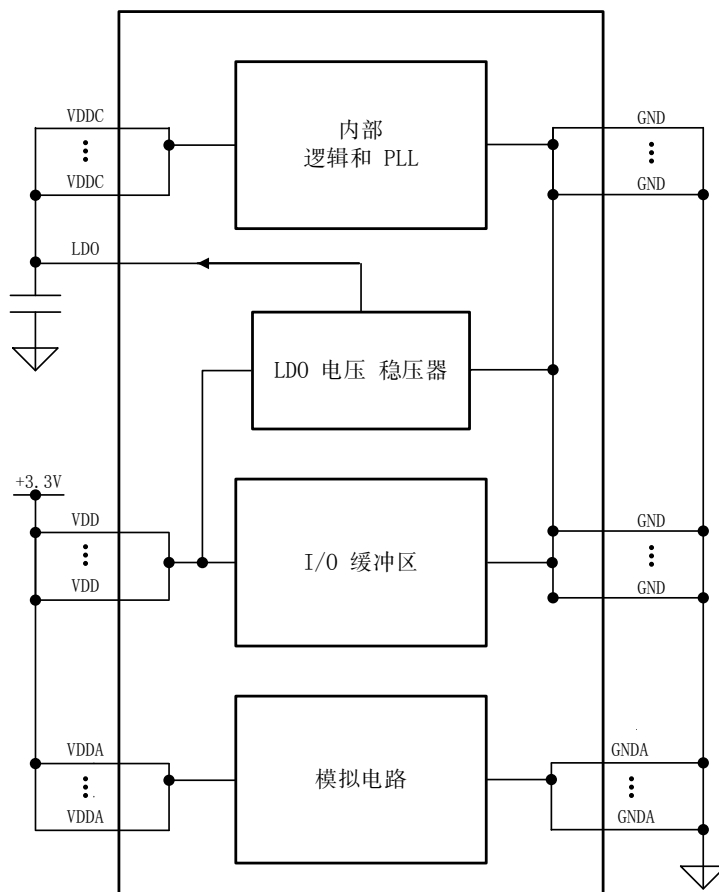 VDDC
VDDC
内部
逻辑和 PLL
GND
GND
LDO
LDO 电压 稳压器
+3.3V
VDD
VDD
I/O 缓冲区
GND
GND
VDDA
VDDA
模拟电路
GNDA
GNDA